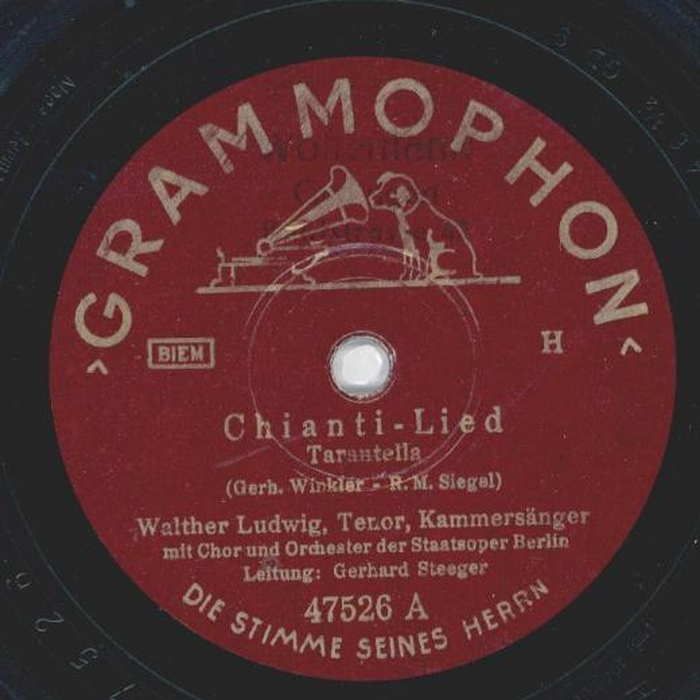 GRAMMOPHON
BIEM
H
Chianti-Lied
Tarantella
(Gerh. Winkler - R. M. Siegel)
Walther Ludwig, Tenor, Kammersänger
mit Chor und Orchester der Staatsoper Berlin
Leitung: Gerhard Steeger
47526 A
DIE STIMME SEINES HERRN